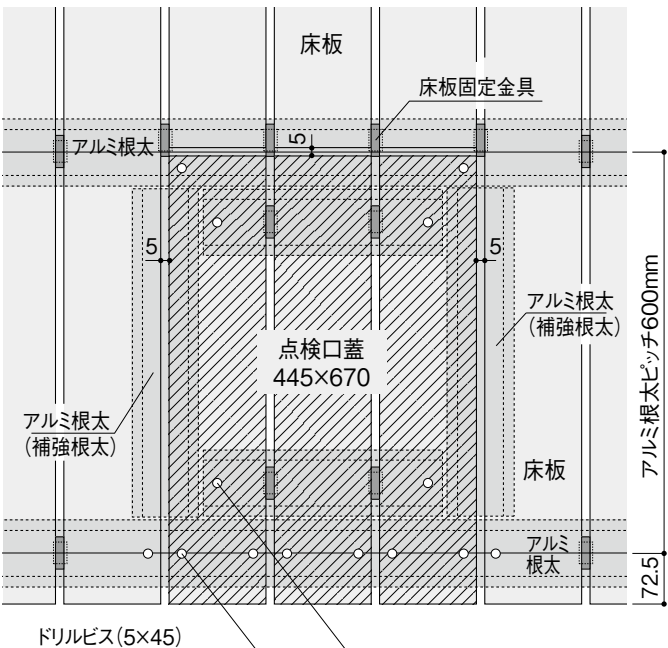 床板
床板固定金具
アルミ根太
5
5
5
アルミ根太
(補強根太)
点検口蓋
445×670
アルミ根太ピッチ600mm
アルミ根太
(補強根太)
床板
アルミ
根太
72.5
ドリルビス(5×45)